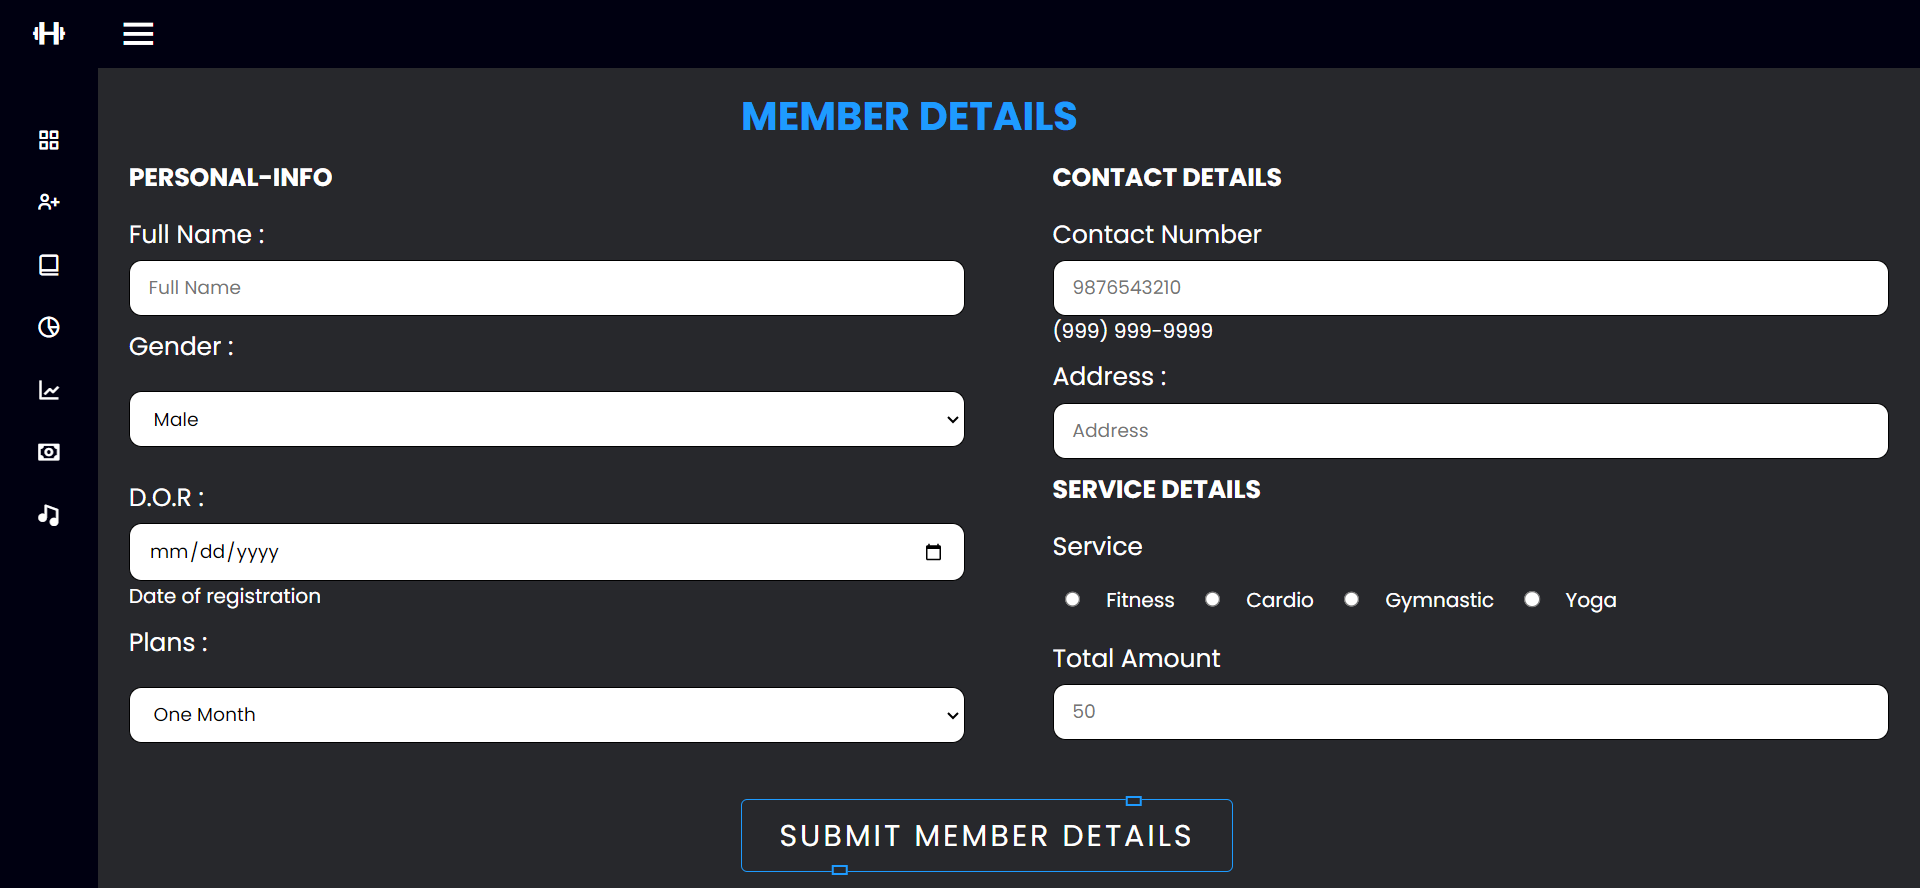 MEMBER DETAILS
PERSONAL-INFO
Full Name :
Full Name
Gender :
Male
D.O.R :
mm/dd/yyyy
Date of registration
Plans :
One Month
CONTACT DETAILS
Contact Number
9876543210
(999) 999-9999
Address :
Address
SERVICE DETAILS
Service
Fitness Cardio Gymnastic Yoga
Total Amount
50
SUBMIT MEMBER DETAILS